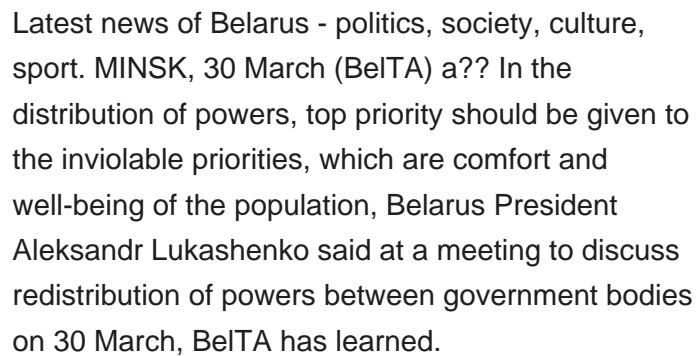 Latest news of Belarus - politics, society, culture,
sport. MINSK, 30 March (BelTA) a?? In the
distribution of powers, top priority should be given to
the inviolable priorities, which are comfort and
well-being of the population, Belarus President
Aleksandr Lukashenko said at a meeting to discuss
redistribution of powers between government bodies
on 30 March, BelTA has learned.